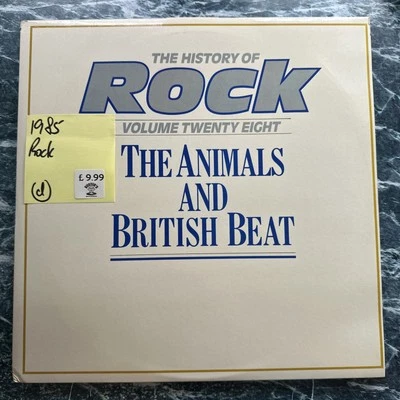 THE HISTORY OF
ROCK
VOLUME TWENTY EIGHT
THE ANIMALS
AND
BRITISH BEAT
1985
Rock
(d)
£9.99